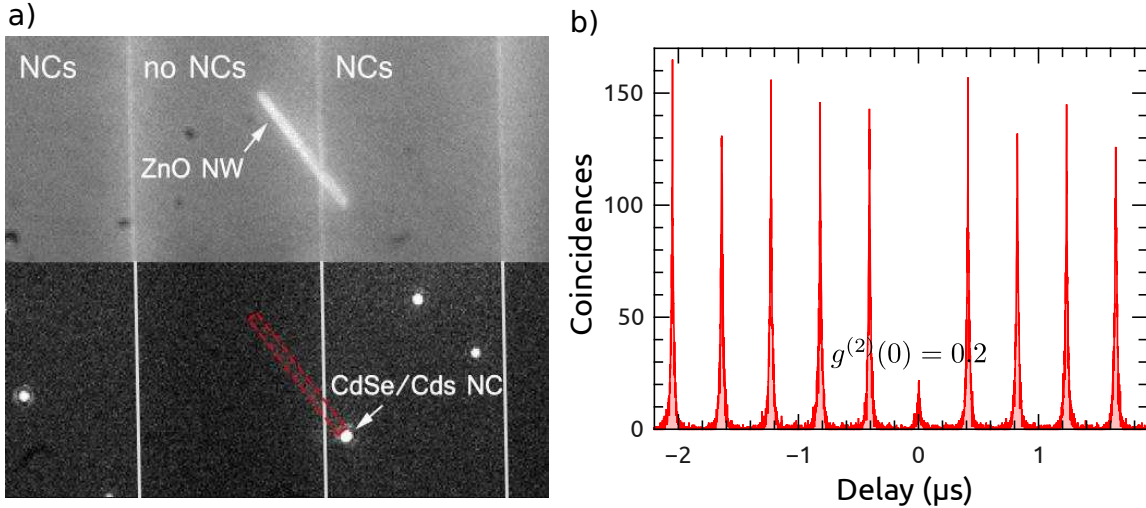 a)
NCs
no NCs
NCs
ZnO NW
CdSe/Cds NC
b)
Coincidences
150
100
50
0
g⁽²⁾(0) = 0.2
−2
−1
0
1
Delay (μs)